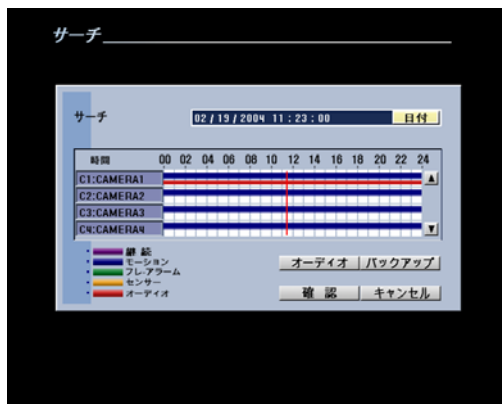 サーチ
サーチ 02/19/2004 11:23:00 日付
時間 00 02 04 06 08 10 12 14 16 18 20 22 24
C1:CAMERA1
C2:CAMERA2
C3:CAMERA3
C4:CAMERA4
継続
モーション
プレ-アラーム
センサー
オーディオ
オーディオ バックアップ
確認 キャンセル